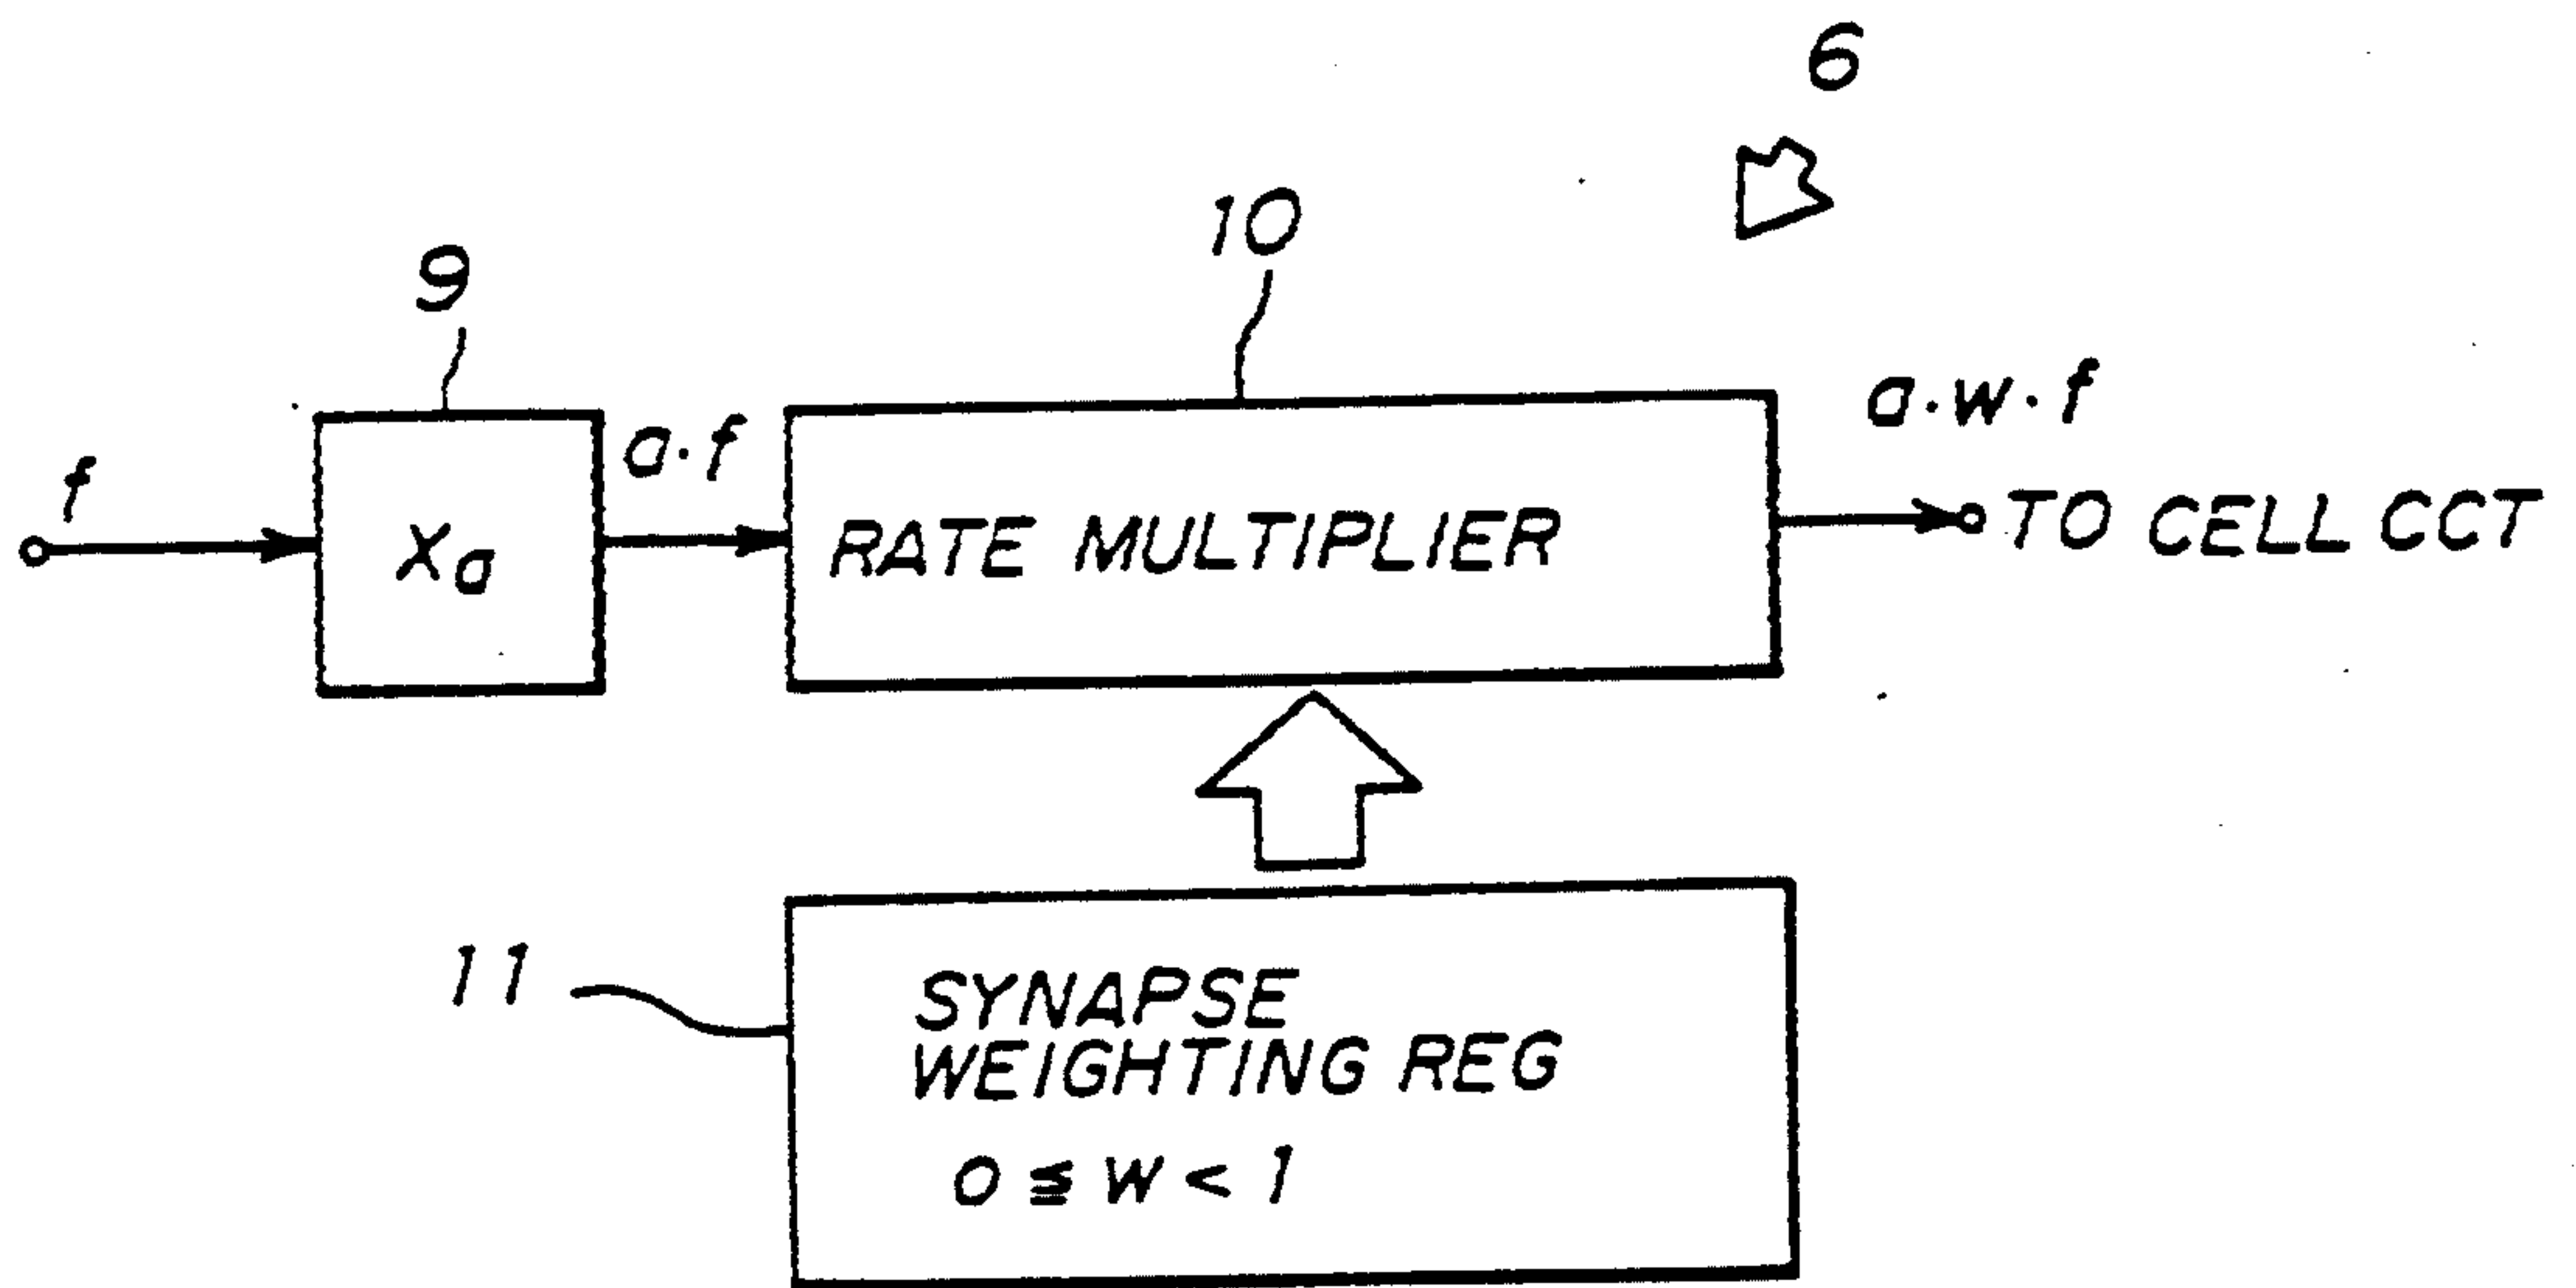 6
10
9
a·w·f
a·f
f
Xa
RATE MULTIPLIER
TO CELL CCT
11
SYNAPSE
WEIGHTING REG
0 ≦ w < 1